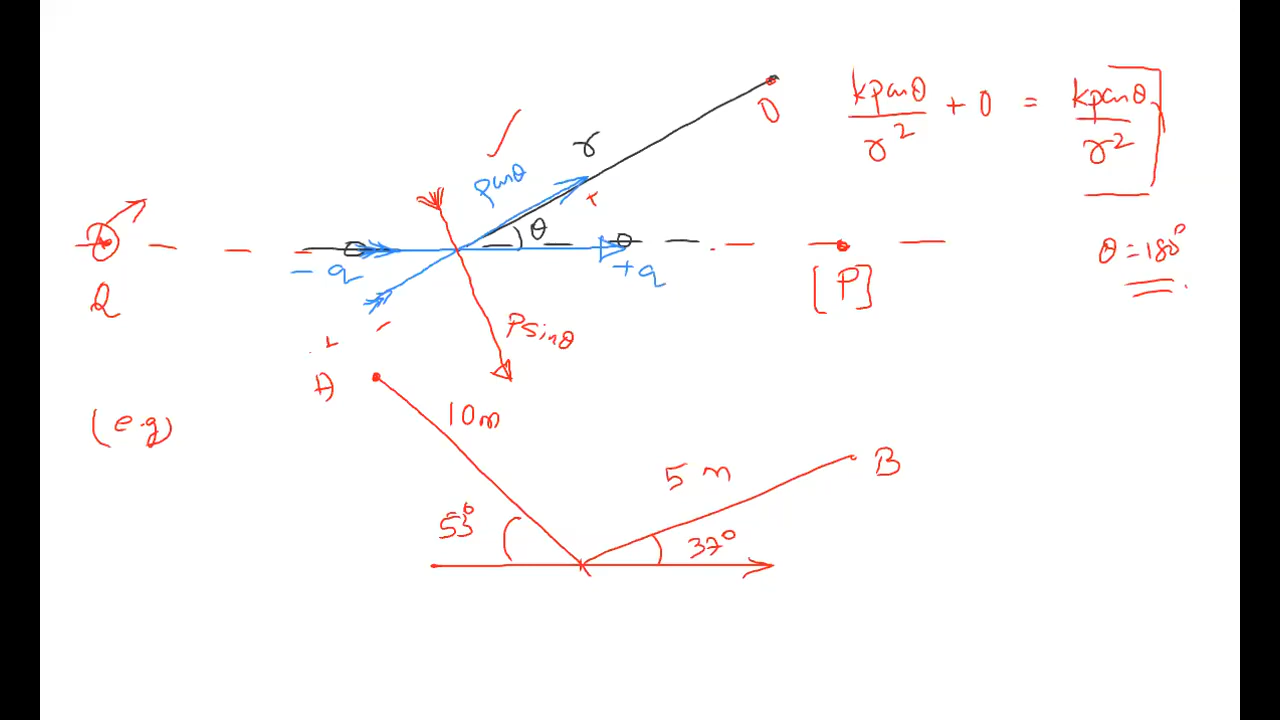 kpcosθ/r² + 0 = kpcosθ/r²
O
r
pcosθ
+
θ
θ = 180°
Q
- q
+q
[P]
-
Psinθ
A
10m
(e.g)
5 m
B
53°
37°